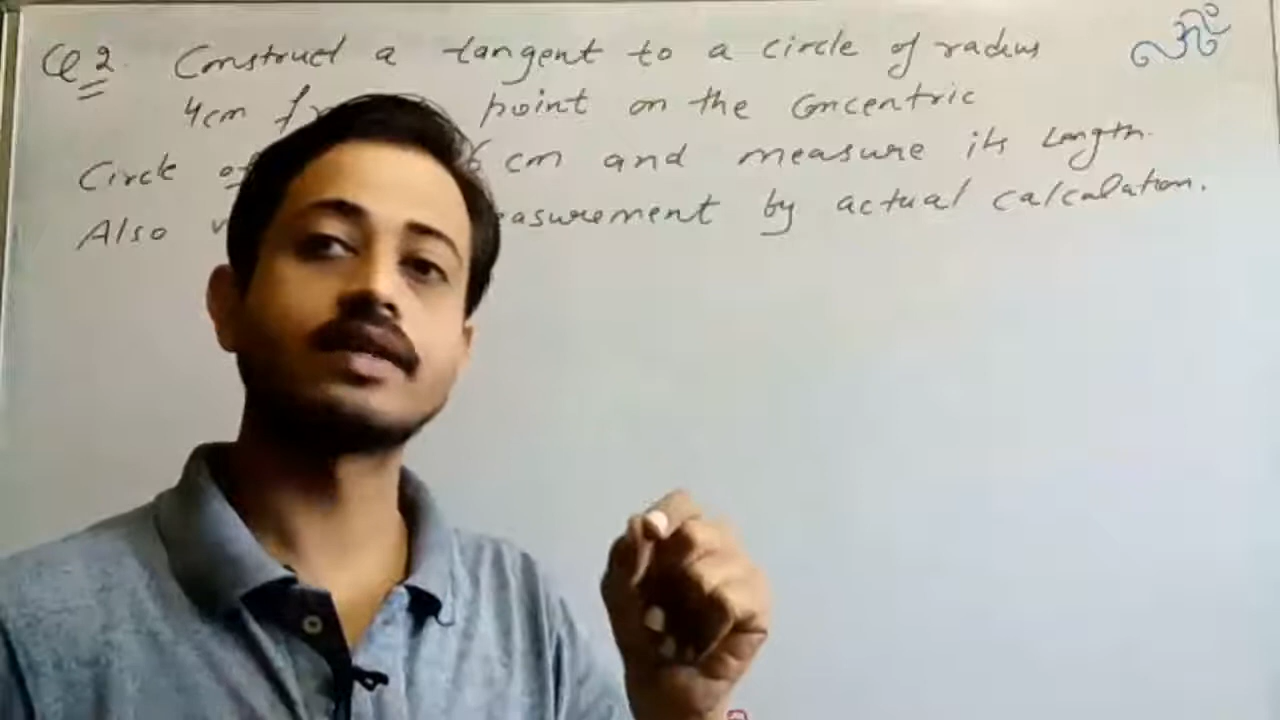 Q2. Construct a tangent to a circle of radius
4cm point on the concentric
Circle 6 cm and measure its Length.
Also by actual calculation.